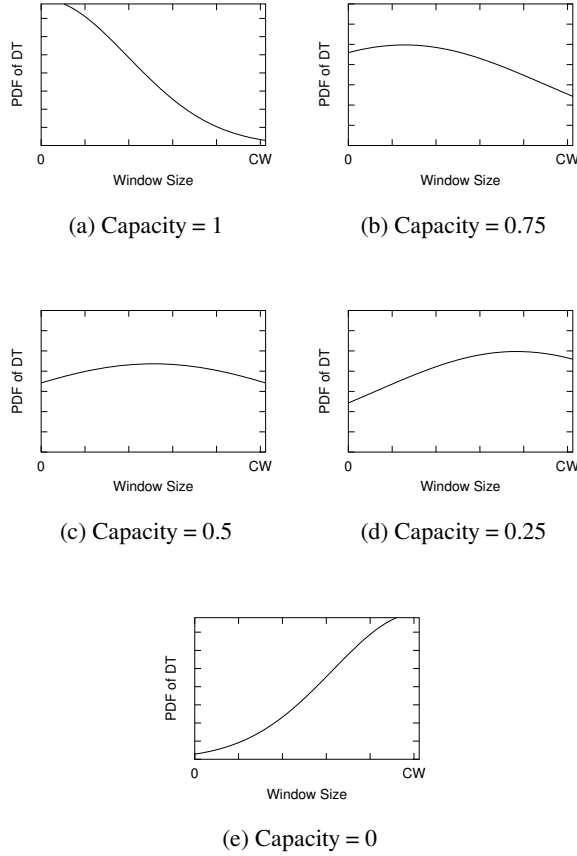 PDF of DT
0
CW
Window Size
(a) Capacity = 1
PDF of DT
0
CW
Window Size
(b) Capacity = 0.75
PDF of DT
0
CW
Window Size
(c) Capacity = 0.5
PDF of DT
0
CW
Window Size
(d) Capacity = 0.25
PDF of DT
0
CW
Window Size
(e) Capacity = 0